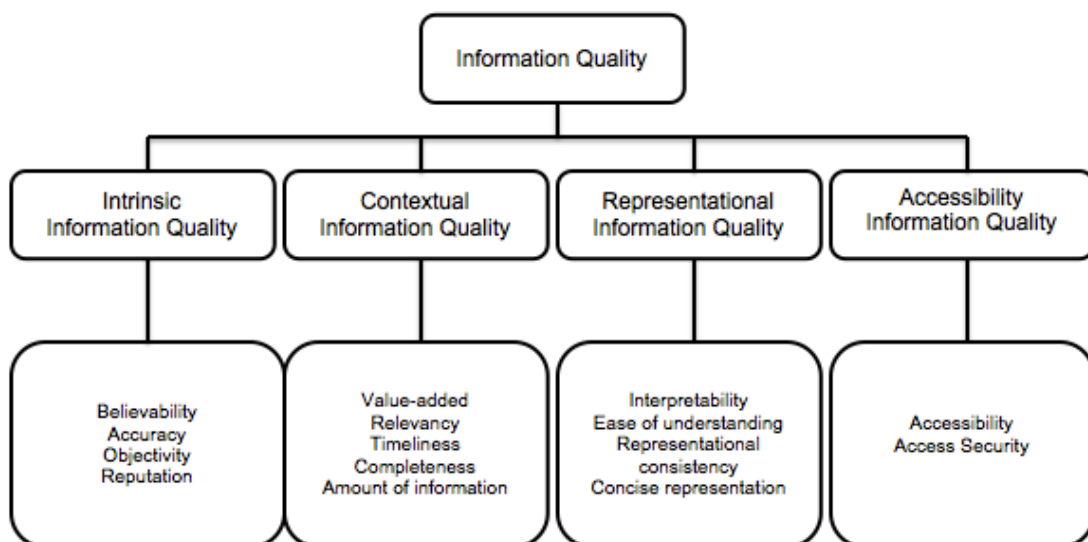 Information Quality
Intrinsic
Information Quality
Contextual
Information Quality
Representational
Information Quality
Accessibility
Information Quality
Believability
Accuracy
Objectivity
Reputation
Value-added
Relevancy
Timeliness
Completeness
Amount of information
Interpretability
Ease of understanding
Representational
consistency
Concise representation
Accessibility
Access Security